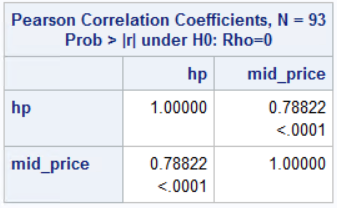 Pearson Correlation Coefficients, N = 93
Prob > |r| under H0: Rho=0
hp mid_price
hp 1.00000 0.78822
<.0001
mid_price 0.78822 1.00000
<.0001